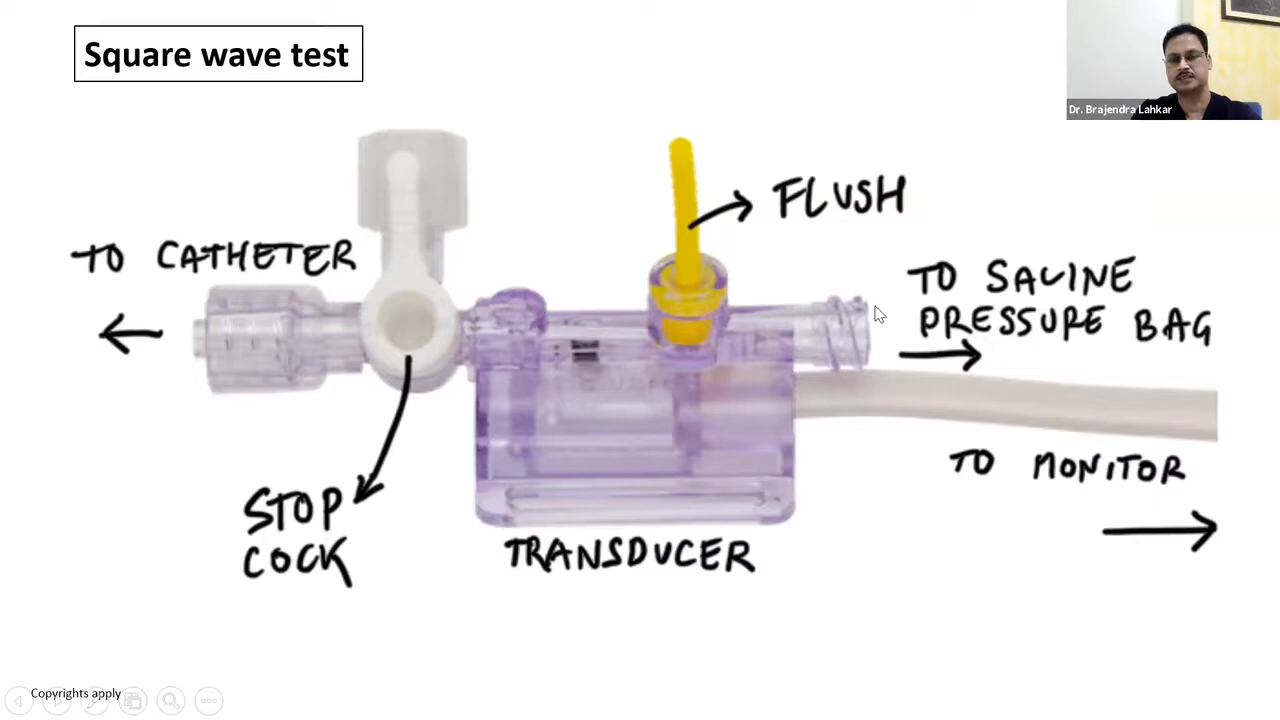 Square wave test
Dr. Brajendra Lahkar
FLUSH
TO CATHETER
TO SALINE
PRESSURE BAG
TO MONITOR
STOP
COCK
TRANSDUCER
Copyrights apply